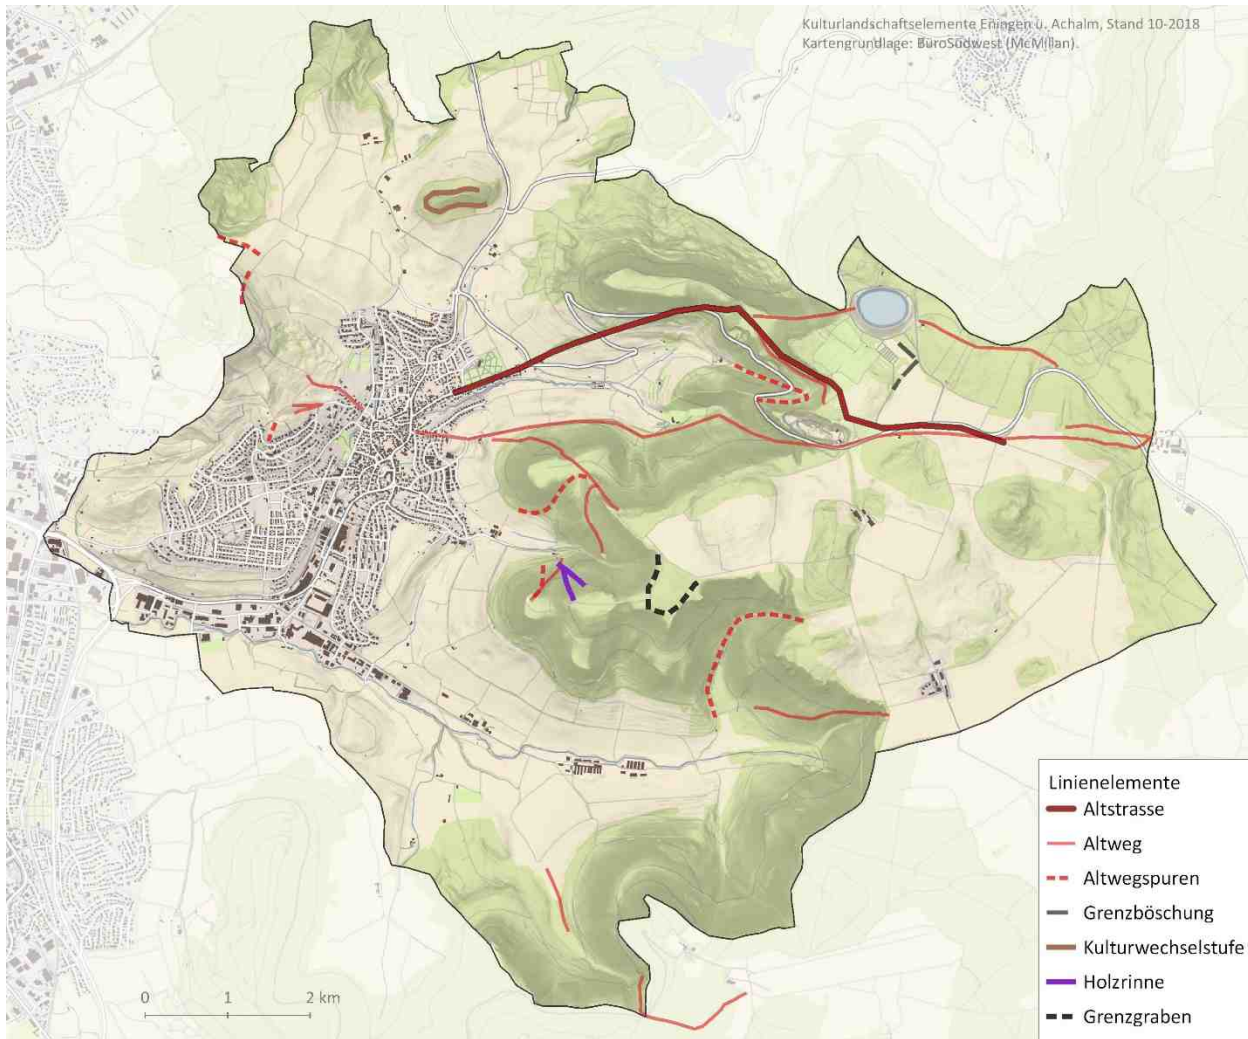 Kulturlandschaftselemente Eningen u. Achalm, Stand 10-2018
Kartengrundlage: BüroSüdwest (McMillan).
Linienelemente
Altstrasse
Altweg
Altwegspuren
Grenzböschung
Kulturwechselstufe
Holzrinne
Grenzgraben
0 1 2 km